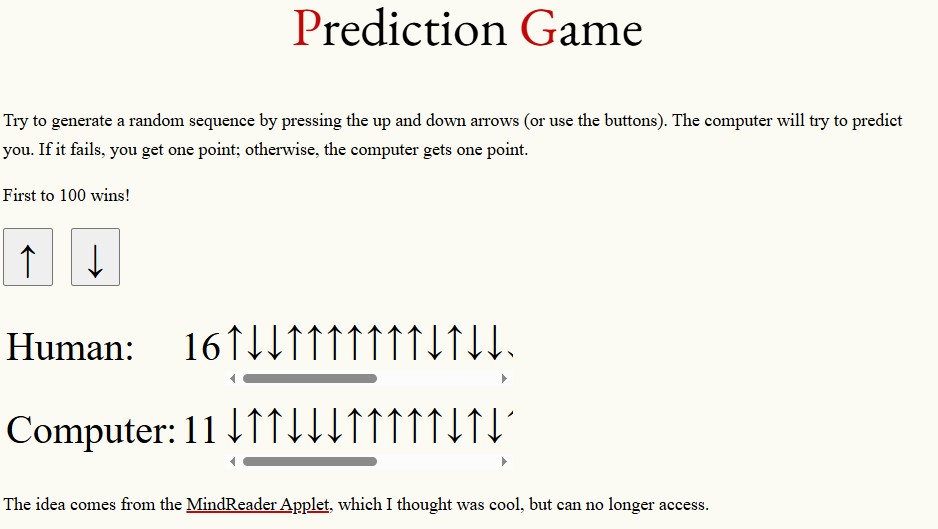 Prediction Game
Try to generate a random sequence by pressing the up and down arrows (or use the buttons). The computer will try to predict
you. If it fails, you get one point; otherwise, the computer gets one point.
First to 100 wins!
↑ ↓
Human: 16 ↑↓↓↑↑↑↑↑↑↑↓↑↓↓
Computer: 11 ↓↑↑↓↓↓↑↑↑↑↑↓↑↓
The idea comes from the MindReader Applet, which I thought was cool, but can no longer access.